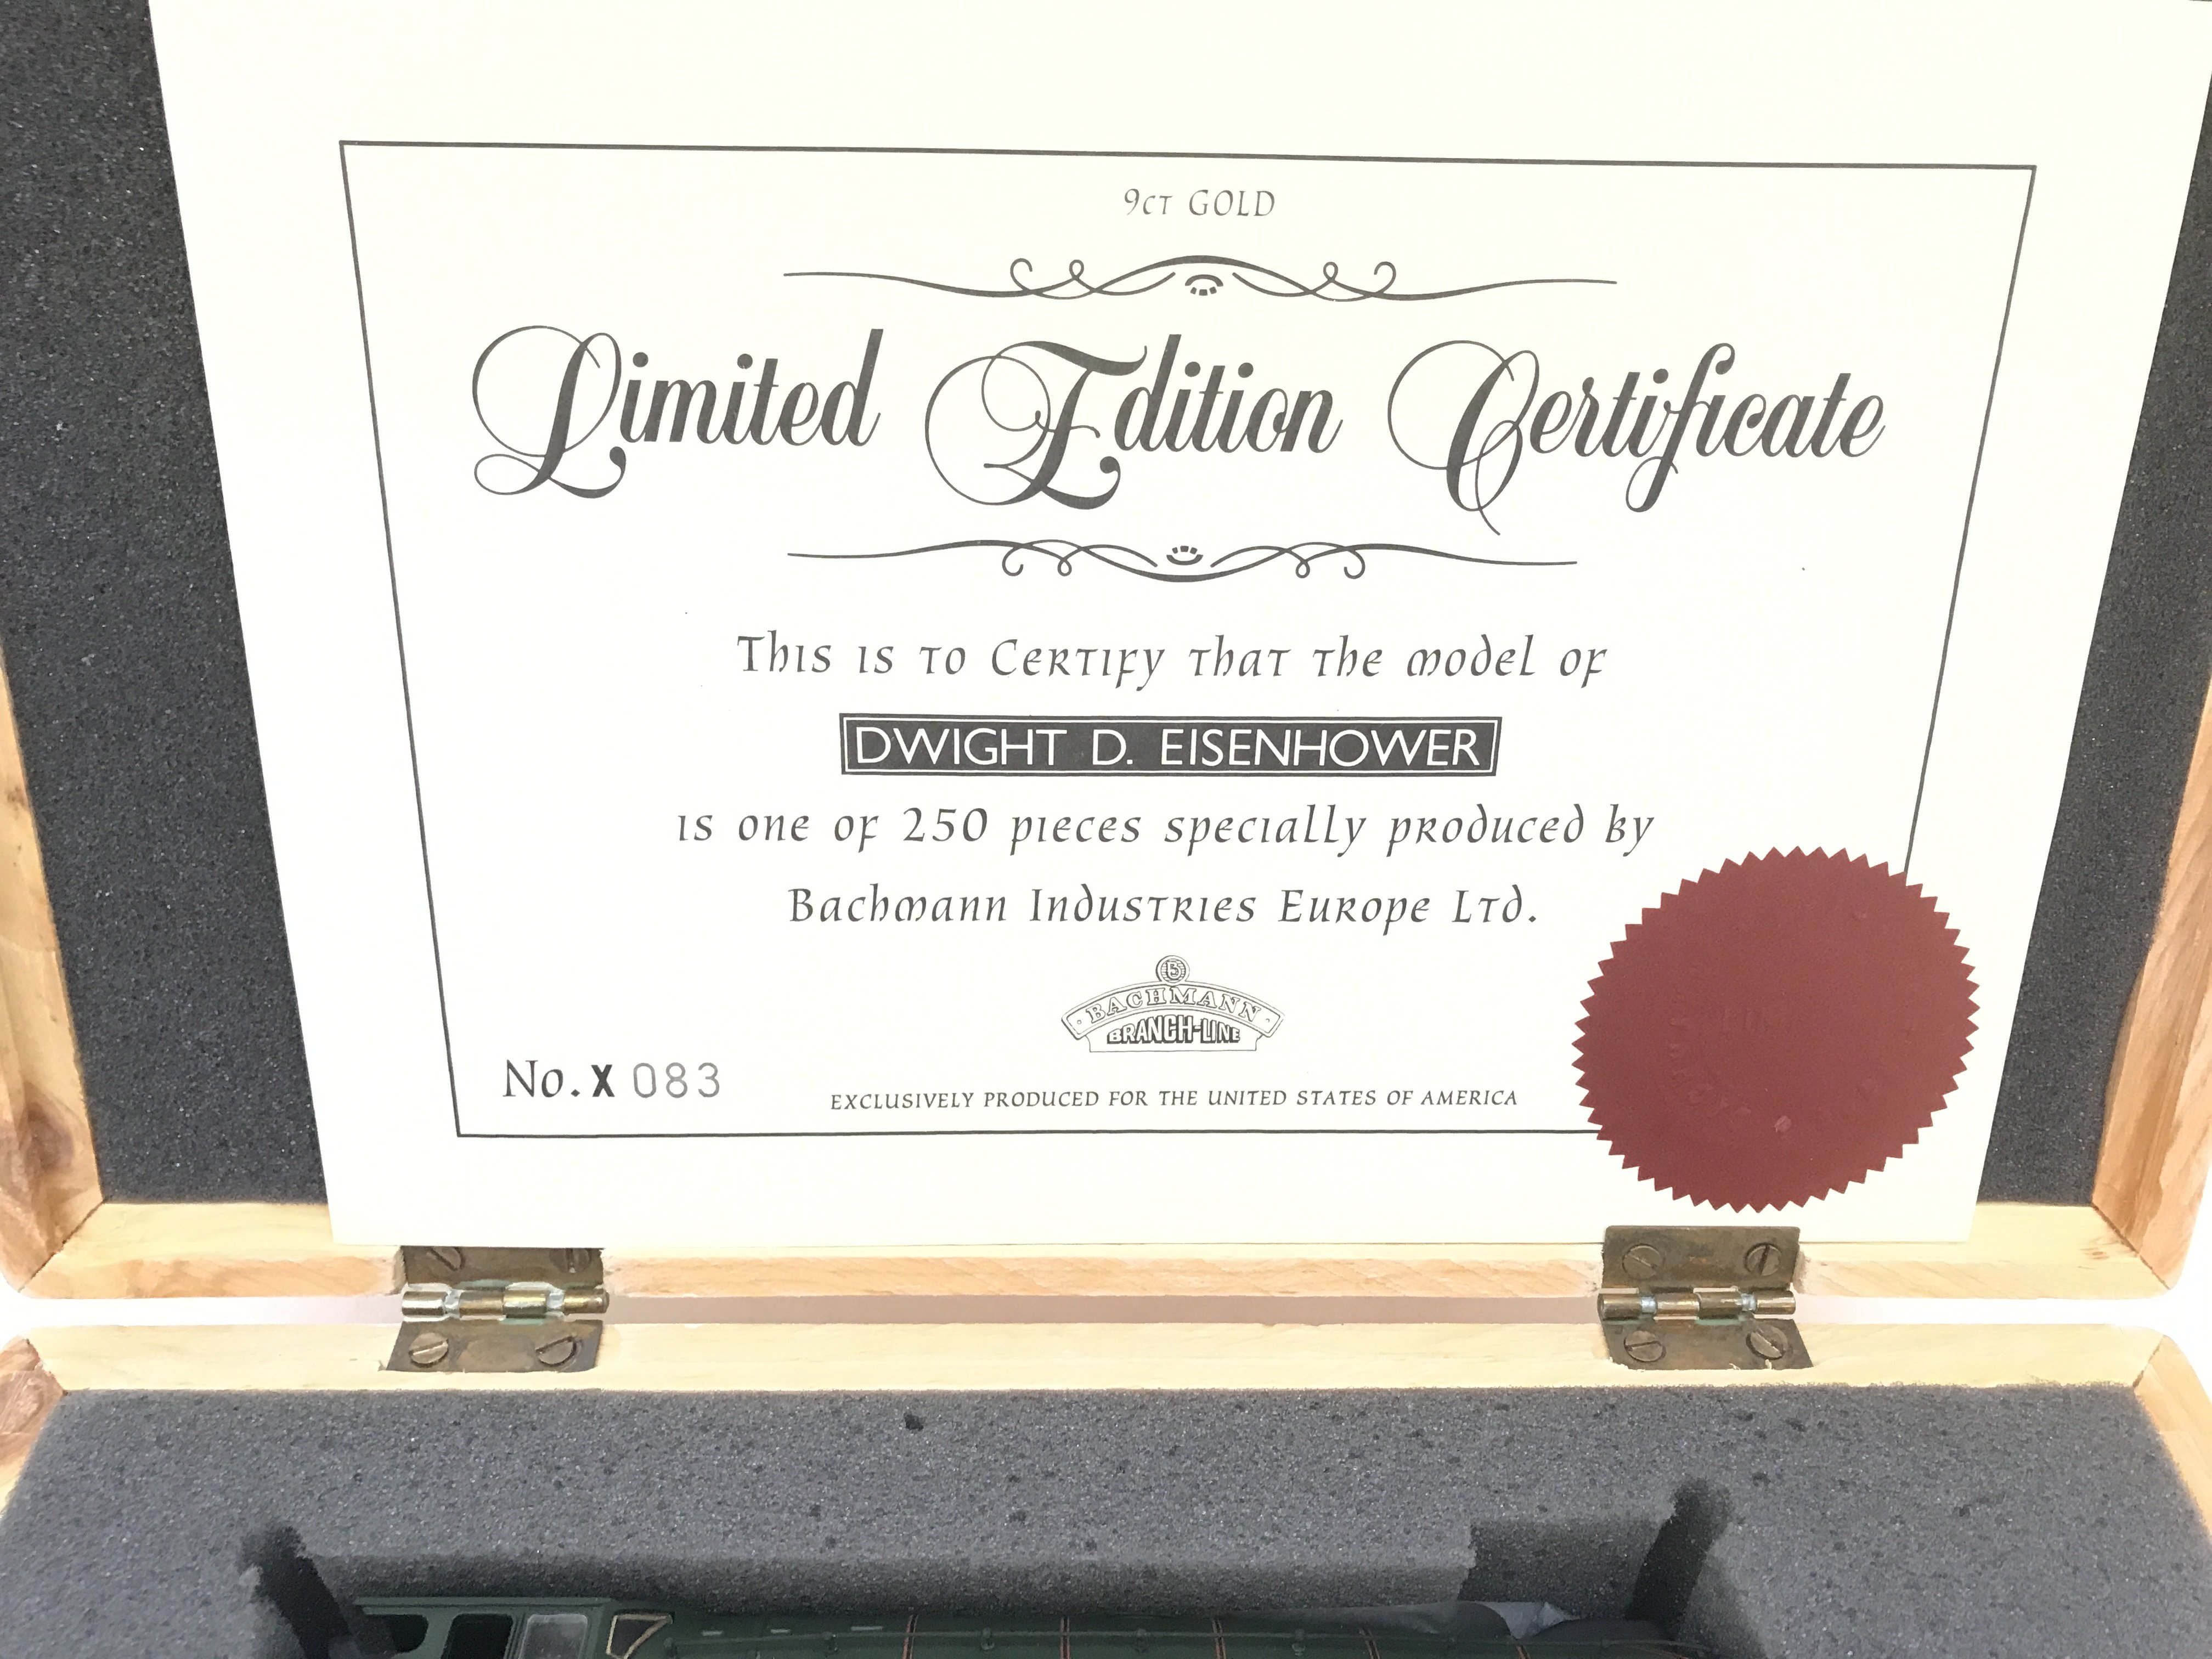 9CT GOLD
Limited Edition Certificate
This is to Certify that the model of
DWIGHT D. EISENHOWER
is one of 250 pieces specially produced by
Bachmann Industries Europe Ltd.
B
BACHMANN
BRANCH-LINE
No. X 083
EXCLUSIVELY PRODUCED FOR THE UNITED STATES OF AMERICA